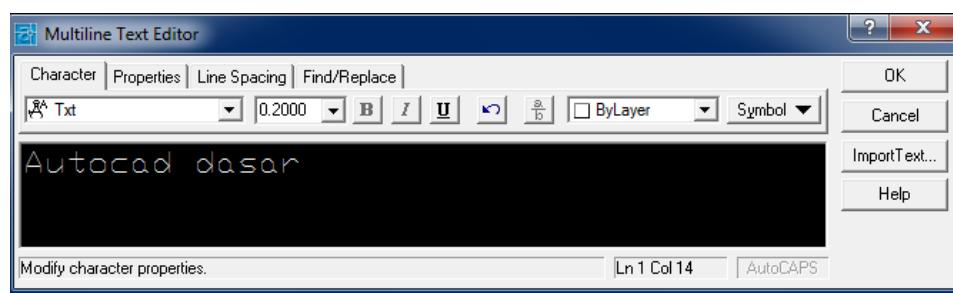 Multiline Text Editor ? X
Character Properties Line Spacing Find/Replace OK
Txt 0.2000 B I U a/b ByLayer Symbol Cancel
Autocad dasar ImportText...
Help
Modify character properties. Ln 1 Col 14 AutoCAPS